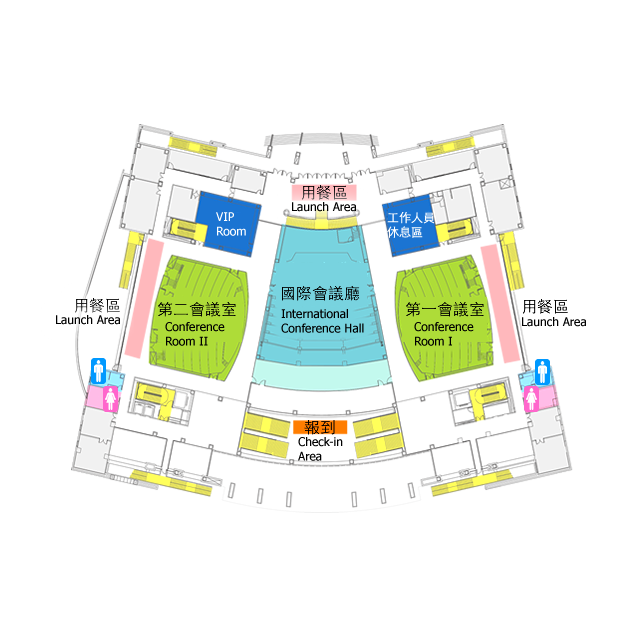 用餐區
Launch Area
VIP
Room
工作人員
休息區
用餐區
Launch Area
第二會議室
Conference
Room II
國際會議廳
International
Conference Hall
第一會議室
Conference
Room I
用餐區
Launch Area
報到
Check-in
Area